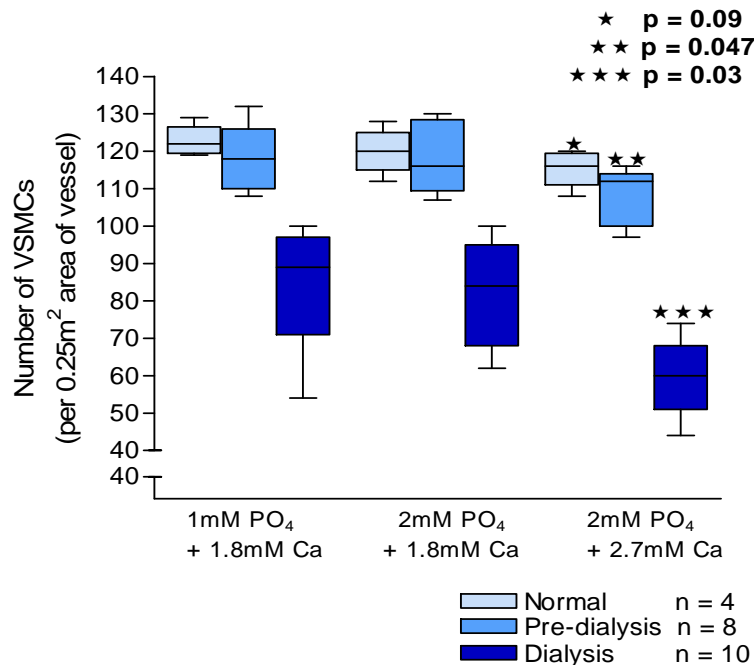 ★ p = 0.09
★★ p = 0.047
★★★ p = 0.03
Number of VSMCs
(per 0.25m² area of vessel)
140
130
120
110
100
90
80
70
60
50
40
40
★
★★
★★★
1mM PO₄
+ 1.8mM Ca
2mM PO₄
+ 1.8mM Ca
2mM PO₄
+ 2.7mM Ca
Normal n = 4
Pre-dialysis n = 8
Dialysis n = 10